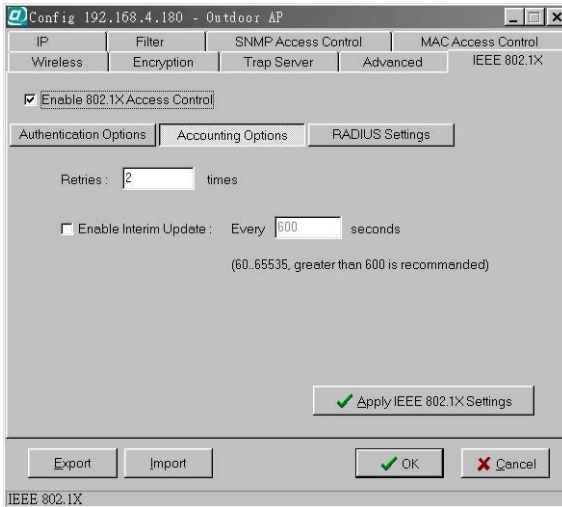 Config 192.168.4.180 - Outdoor AP
IP Filter SNMP Access Control MAC Access Control
Wireless Encryption Trap Server Advanced IEEE 802.1X
Enable 802.1X Access Control
Authentication Options Accounting Options RADIUS Settings
Retries : 2 times
Enable Interim Update : Every 600 seconds
(60..65535, greater than 600 is recommanded)
Apply IEEE 802.1X Settings
Export Import OK Cancel
IEEE 802.1X